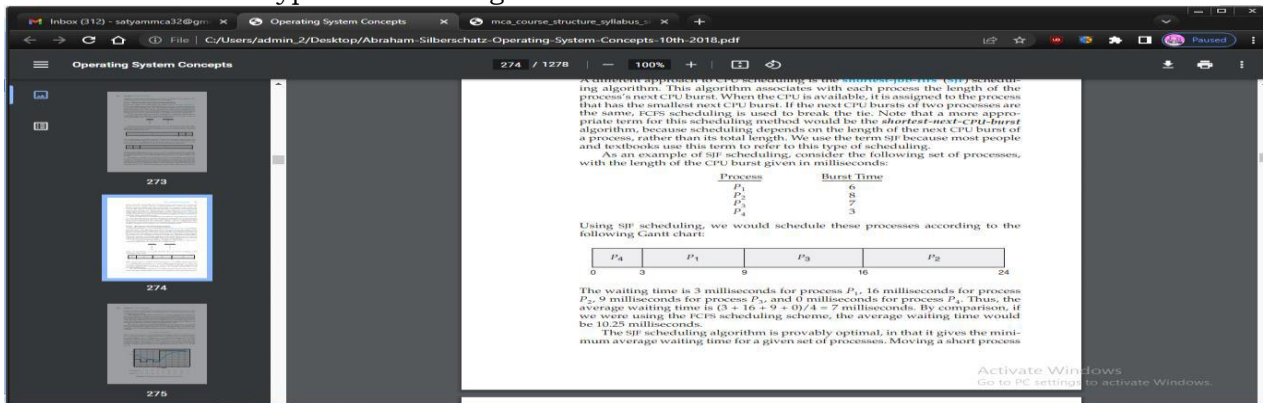 Inbox (312) - satyammca32@gm
Operating System Concepts
mca_course_structure_syllabus_s
File | C:/Users/admin_2/Desktop/Abraham-Silberschatz-Operating-System-Concepts-10th-2018.pdf
Paused
Operating System Concepts
274 / 1278
100%
A different approach to CPU scheduling is the shortest-job-first (SJF) schedul-
ing algorithm. This algorithm associates with each process the length of the
process's next CPU burst. When the CPU is available, it is assigned to the process
that has the smallest next CPU burst. If the next CPU bursts of two processes are
the same, FCFS scheduling is used to break the tie. Note that a more appro-
priate term for this scheduling method would be the shortest-next-CPU-burst
algorithm, because scheduling depends on the length of the next CPU burst of
a process, rather than its total length. We use the term SJF because most people
and textbooks use this term to refer to this type of scheduling.
As an example of SJF scheduling, consider the following set of processes,
with the length of the CPU burst given in milliseconds:
Process Burst Time
P1 6
P2 8
P3 7
P4 3
Using SJF scheduling, we would schedule these processes according to the
following Gantt chart:
P4 P1 P3 P2
0 3 9 16 24
The waiting time is 3 milliseconds for process P1, 16 milliseconds for process
P2, 9 milliseconds for process P3, and 0 milliseconds for process P4. Thus, the
average waiting time is (3 + 16 + 9 + 0)/4 = 7 milliseconds. By comparison, if
we were using the FCFS scheduling scheme, the average waiting time would
be 10.25 milliseconds.
The SJF scheduling algorithm is provably optimal, in that it gives the mini-
mum average waiting time for a given set of processes. Moving a short process
273
274
275
Activate Windows
Go to PC settings to activate Windows.